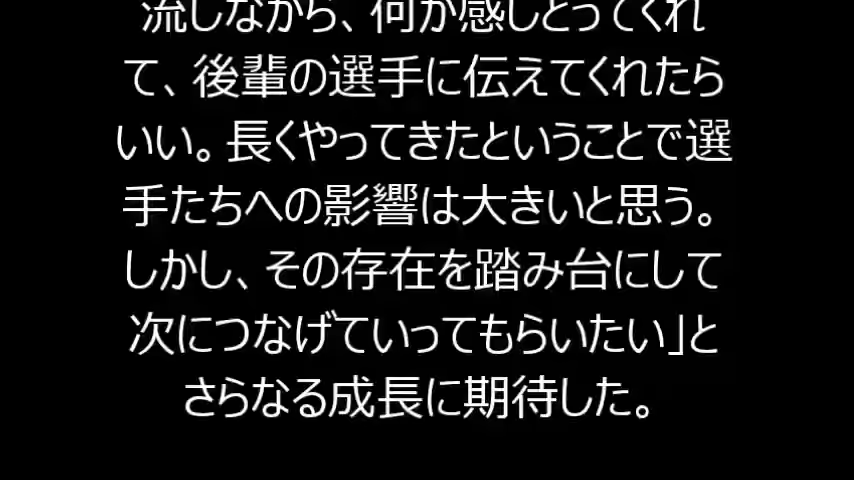 流しながら、何か感じとってくれ
て、後輩の選手に伝えてくれたら
いい。長くやってきたということで選
手たちへの影響は大きいと思う。
しかし、その存在を踏み台にして
次につなげていってもらいたい」と
さらなる成長に期待した。